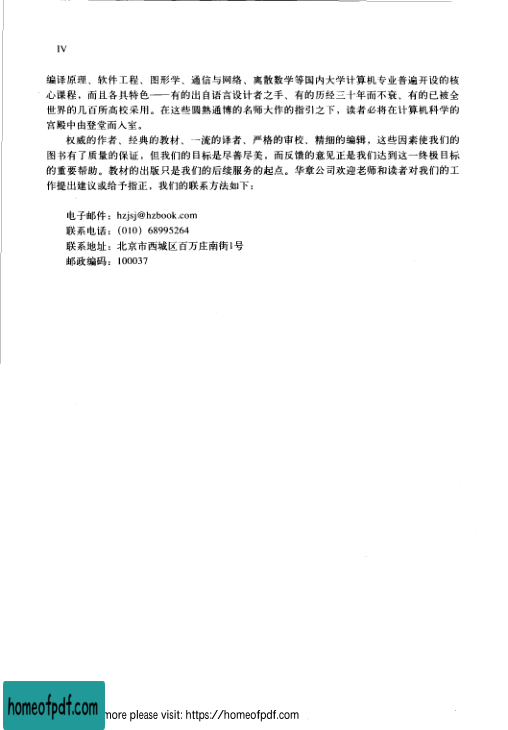 IV
编译原理、软件工程、图形学、通信与网络、离散数学等国内大学计算机专业普遍开设的核
心课程，而且各具特色——有的出自语言设计者之手、有的历经三十年而不衰、有的已被全
世界的几百所高校采用。在这些圆熟通博的名师大作的指引之下，读者必将在计算机科学的
宫殿中由登堂而入室。
权威的作者、经典的教材、一流的译者、严格的审校、精细的编辑，这些因素使我们的
图书有了质量的保证，但我们的目标是尽善尽美，而反馈的意见正是我们达到这一终极目标
的重要帮助。教材的出版只是我们的后续服务的起点。华章公司欢迎老师和读者对我们的工
作提出建议或给予指正，我们的联系方法如下：
电子邮件：hzjsj@hzbook.com
联系电话：(010) 68995264
联系地址：北京市西城区百万庄南街1号
邮政编码：100037
homeofpdf.com
more please visit: https://homeofpdf.com